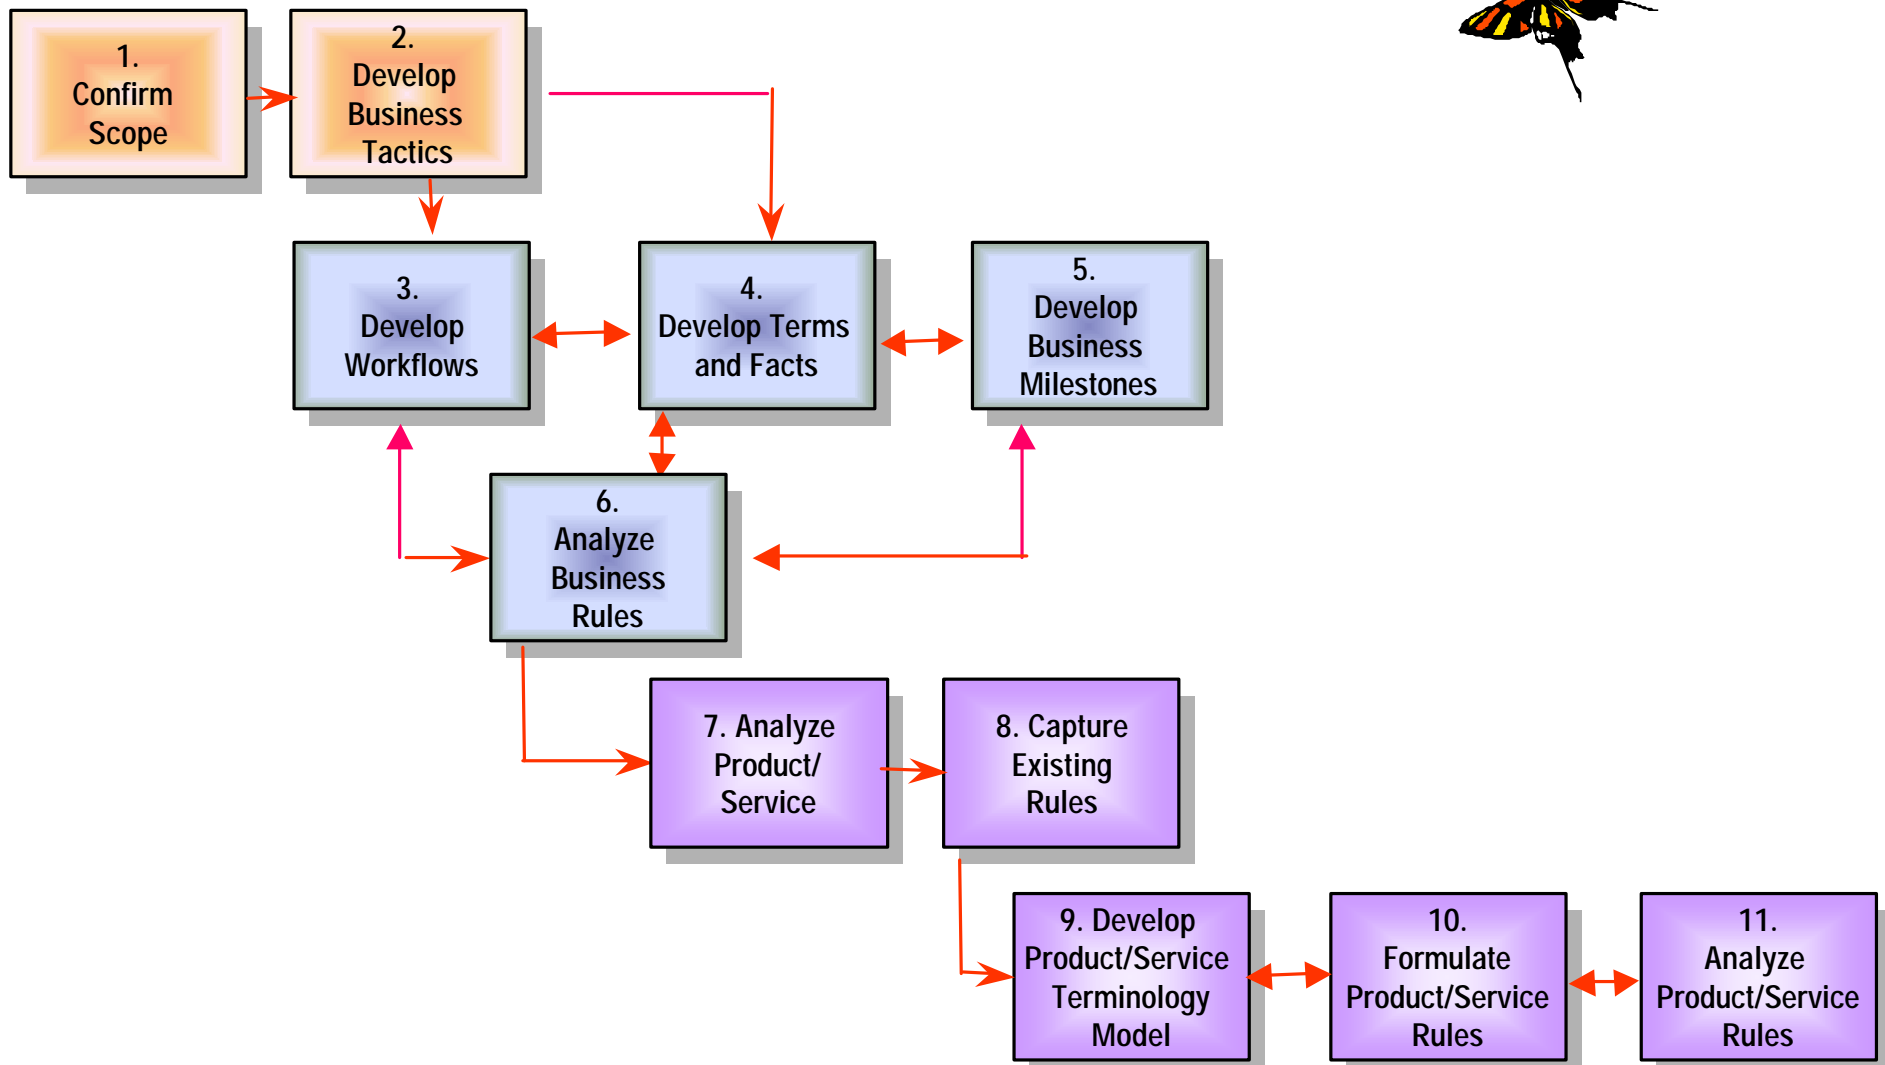 1.
Confirm
Scope
2.
Develop
Business
Tactics
3.
Develop
Workflows
4.
Develop Terms
and Facts
5.
Develop
Business
Milestones
6.
Analyze
Business
Rules
7. Analyze
Product/
Service
8. Capture
Existing
Rules
9. Develop
Product/Service
Terminology
Model
10.
Formulate
Product/Service
Rules
11.
Analyze
Product/Service
Rules